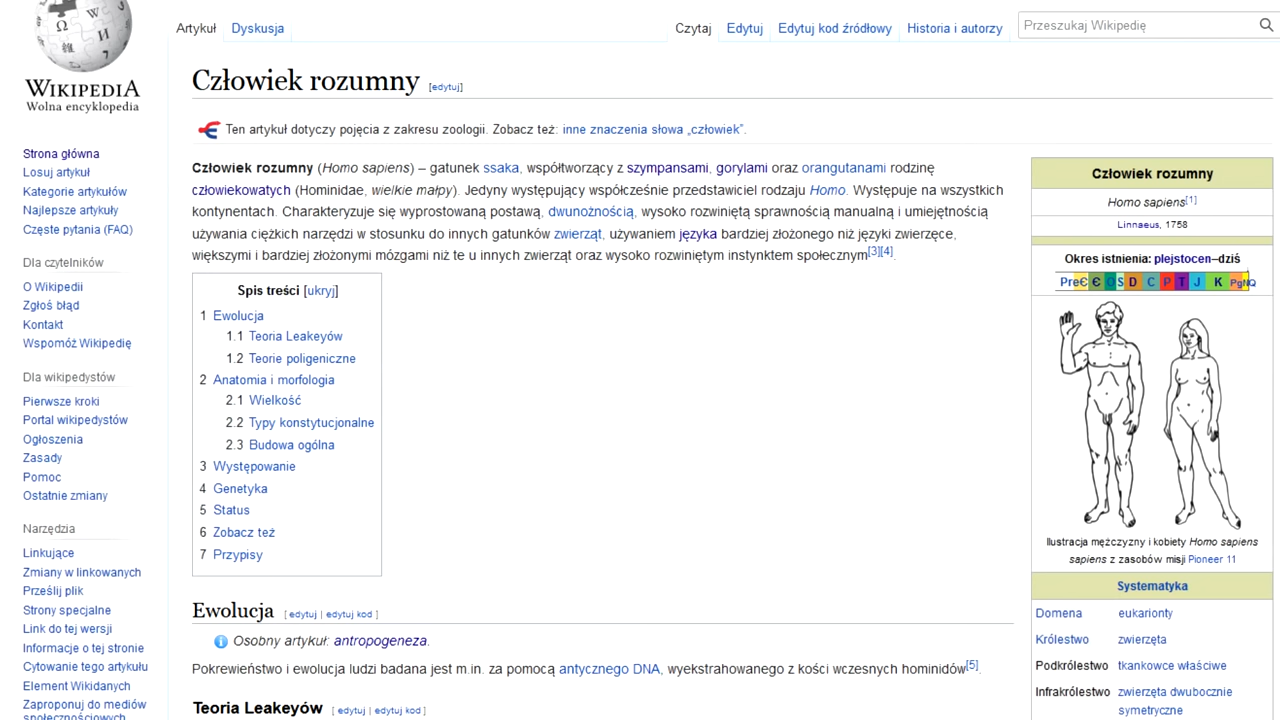 Artykuł Dyskusja Czytaj Edytuj Edytuj kod źródłowy Historia i autorzy Przeszukaj Wikipedię
WIKIPEDIA
Wolna encyklopedia
Strona główna
Losuj artykuł
Kategorie artykułów
Najlepsze artykuły
Częste pytania (FAQ)
Dla czytelników
O Wikipedii
Zgłoś błąd
Kontakt
Wspomóż Wikipedię
Dla wikipedystów
Pierwsze kroki
Portal wikipedystów
Ogłoszenia
Zasady
Pomoc
Ostatnie zmiany
Narzędzia
Linkujące
Zmiany w linkowanych
Prześlij plik
Strony specjalne
Link do tej wersji
Informacje o tej stronie
Cytowanie tego artykułu
Element Wikidanych
Zaproponuj do mediów
społecznościowych
Człowiek rozumny [edytuj]
Ten artykuł dotyczy pojęcia z zakresu zoologii. Zobacz też: inne znaczenia słowa „człowiek”.
Człowiek rozumny (Homo sapiens) – gatunek ssaka, współtworzący z szympansami, gorylami oraz orangutanami rodzinę
człowiekowatych (Hominidae, wielkie małpy). Jedyny występujący współcześnie przedstawiciel rodzaju Homo. Występuje na wszystkich
kontynentach. Charakteryzuje się wyprostowaną postawą, dwunożnością, wysoko rozwiniętą sprawnością manualną i umiejętnością
używania ciężkich narzędzi w stosunku do innych gatunków zwierząt, używaniem języka bardziej złożonego niż języki zwierzęce,
większymi i bardziej złożonymi mózgami niż te u innych zwierząt oraz wysoko rozwiniętym instynktem społecznym[3][4].
Spis treści [ukryj]
1 Ewolucja
1.1 Teoria Leakeyów
1.2 Teorie poligeniczne
2 Anatomia i morfologia
2.1 Wielkość
2.2 Typy konstytucjonalne
2.3 Budowa ogólna
3 Występowanie
4 Genetyka
5 Status
6 Zobacz też
7 Przypisy
Ewolucja [ edytuj | edytuj kod ]
Osobny artykuł: antropogeneza.
Pokrewieństwo i ewolucja ludzi badana jest m.in. za pomocą antycznego DNA, wyekstrahowanego z kości wczesnych hominidów[5].
Teoria Leakeyów [ edytuj | edytuj kod ]
Człowiek rozumny
Homo sapiens[1]
Linnaeus, 1758
Okres istnienia: plejstocen–dziś
PreЄ Є O S D C P T J K PgNQ
Ilustracja mężczyzny i kobiety Homo sapiens
sapiens z zasobów misji Pioneer 11
Systematyka
Domena eukarionty
Królestwo zwierzęta
Podkrólestwo tkankowce właściwe
Infrakrólestwo zwierzęta dwubocznie
symetryczne